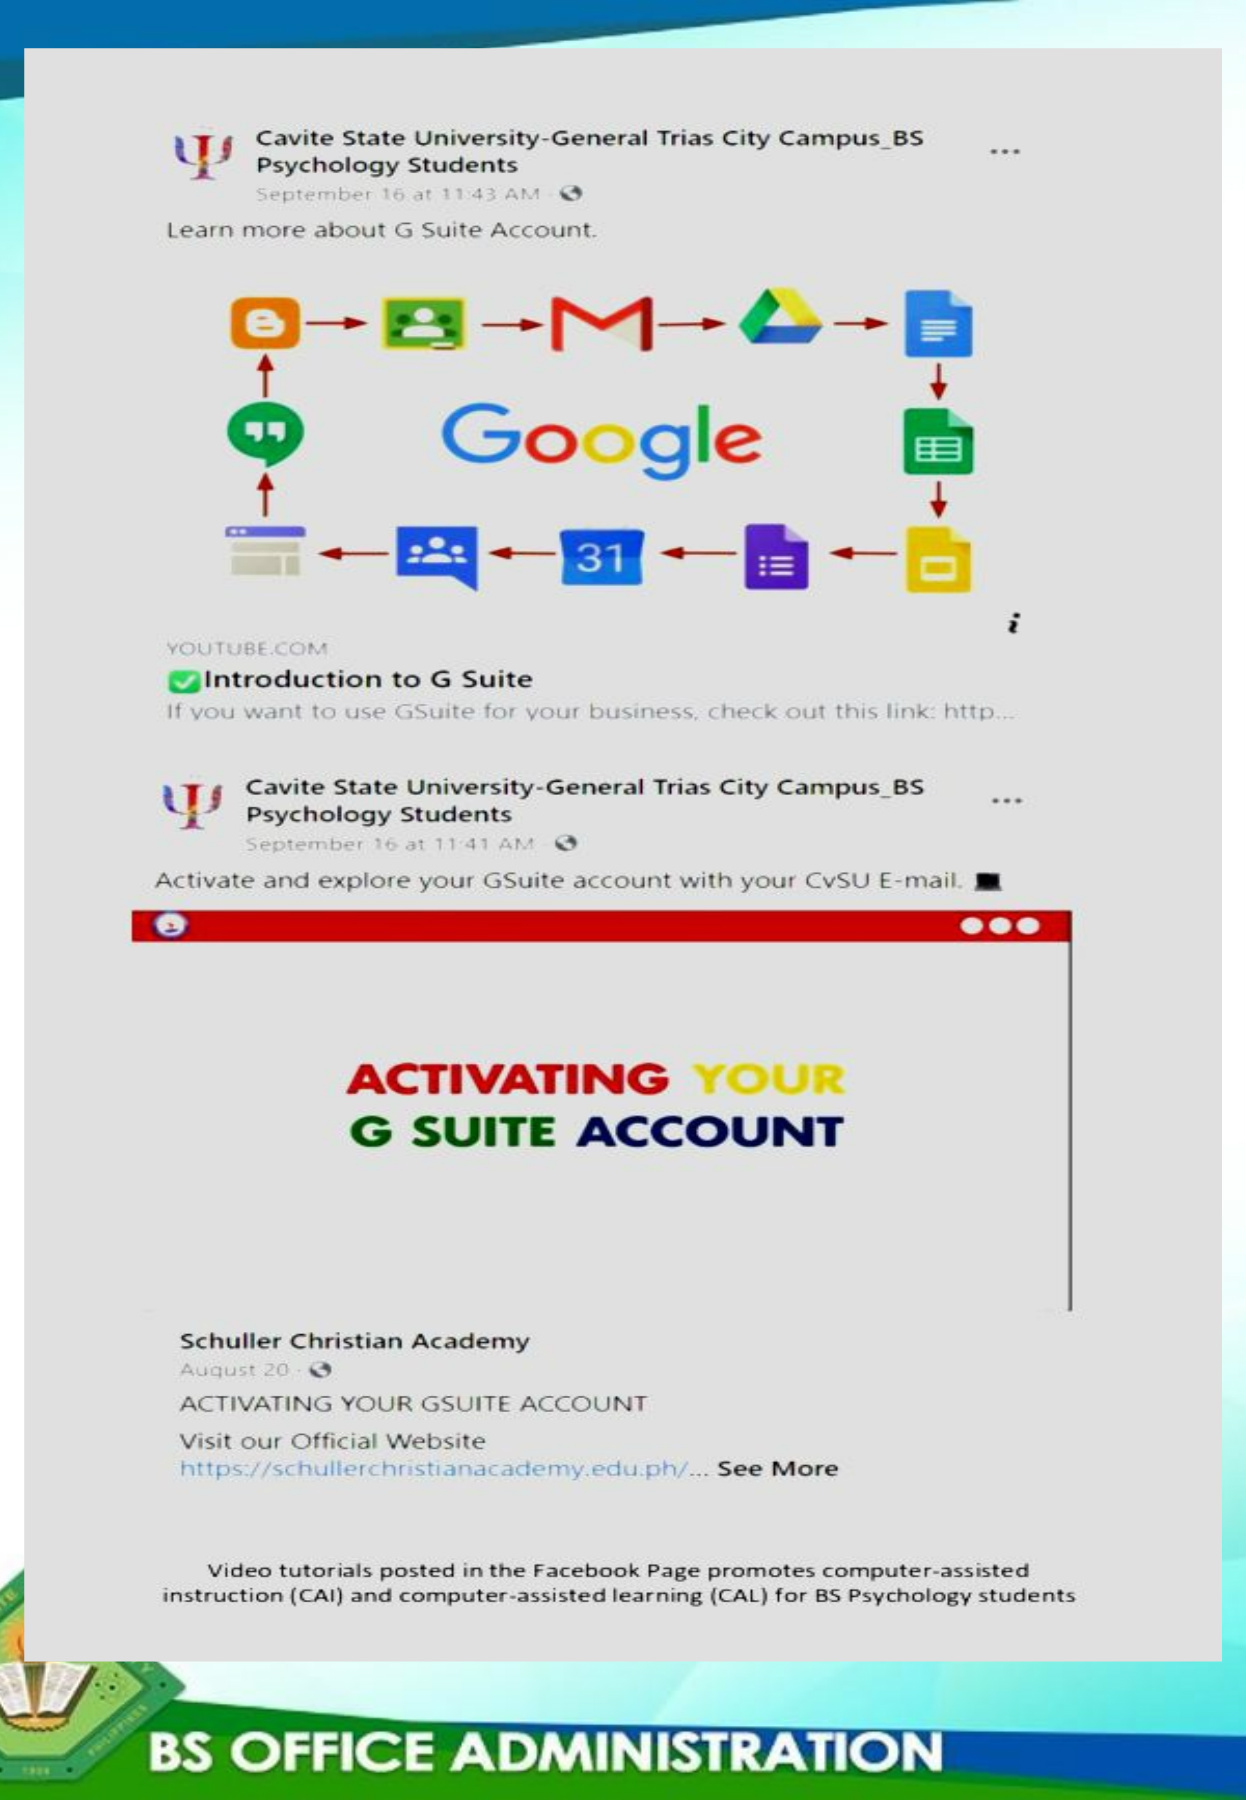 Cavite State University-General Trias City Campus_BS
Psychology Students
September 16 at 11:43 AM ·
Learn more about G Suite Account.
Google
31
YOUTUBE.COM
Introduction to G Suite
If you want to use GSuite for your business, check out this link: http...
Cavite State University-General Trias City Campus_BS
Psychology Students
September 16 at 11:41 AM ·
Activate and explore your GSuite account with your CvSU E-mail.
ACTIVATING YOUR
G SUITE ACCOUNT
Schuller Christian Academy
August 20 ·
ACTIVATING YOUR GSUITE ACCOUNT
Visit our Official Website
https://schullerchristianacademy.edu.ph/... See More
Video tutorials posted in the Facebook Page promotes computer-assisted
instruction (CAI) and computer-assisted learning (CAL) for BS Psychology students
PHILIPPINES
1906
BS OFFICE ADMINISTRATION